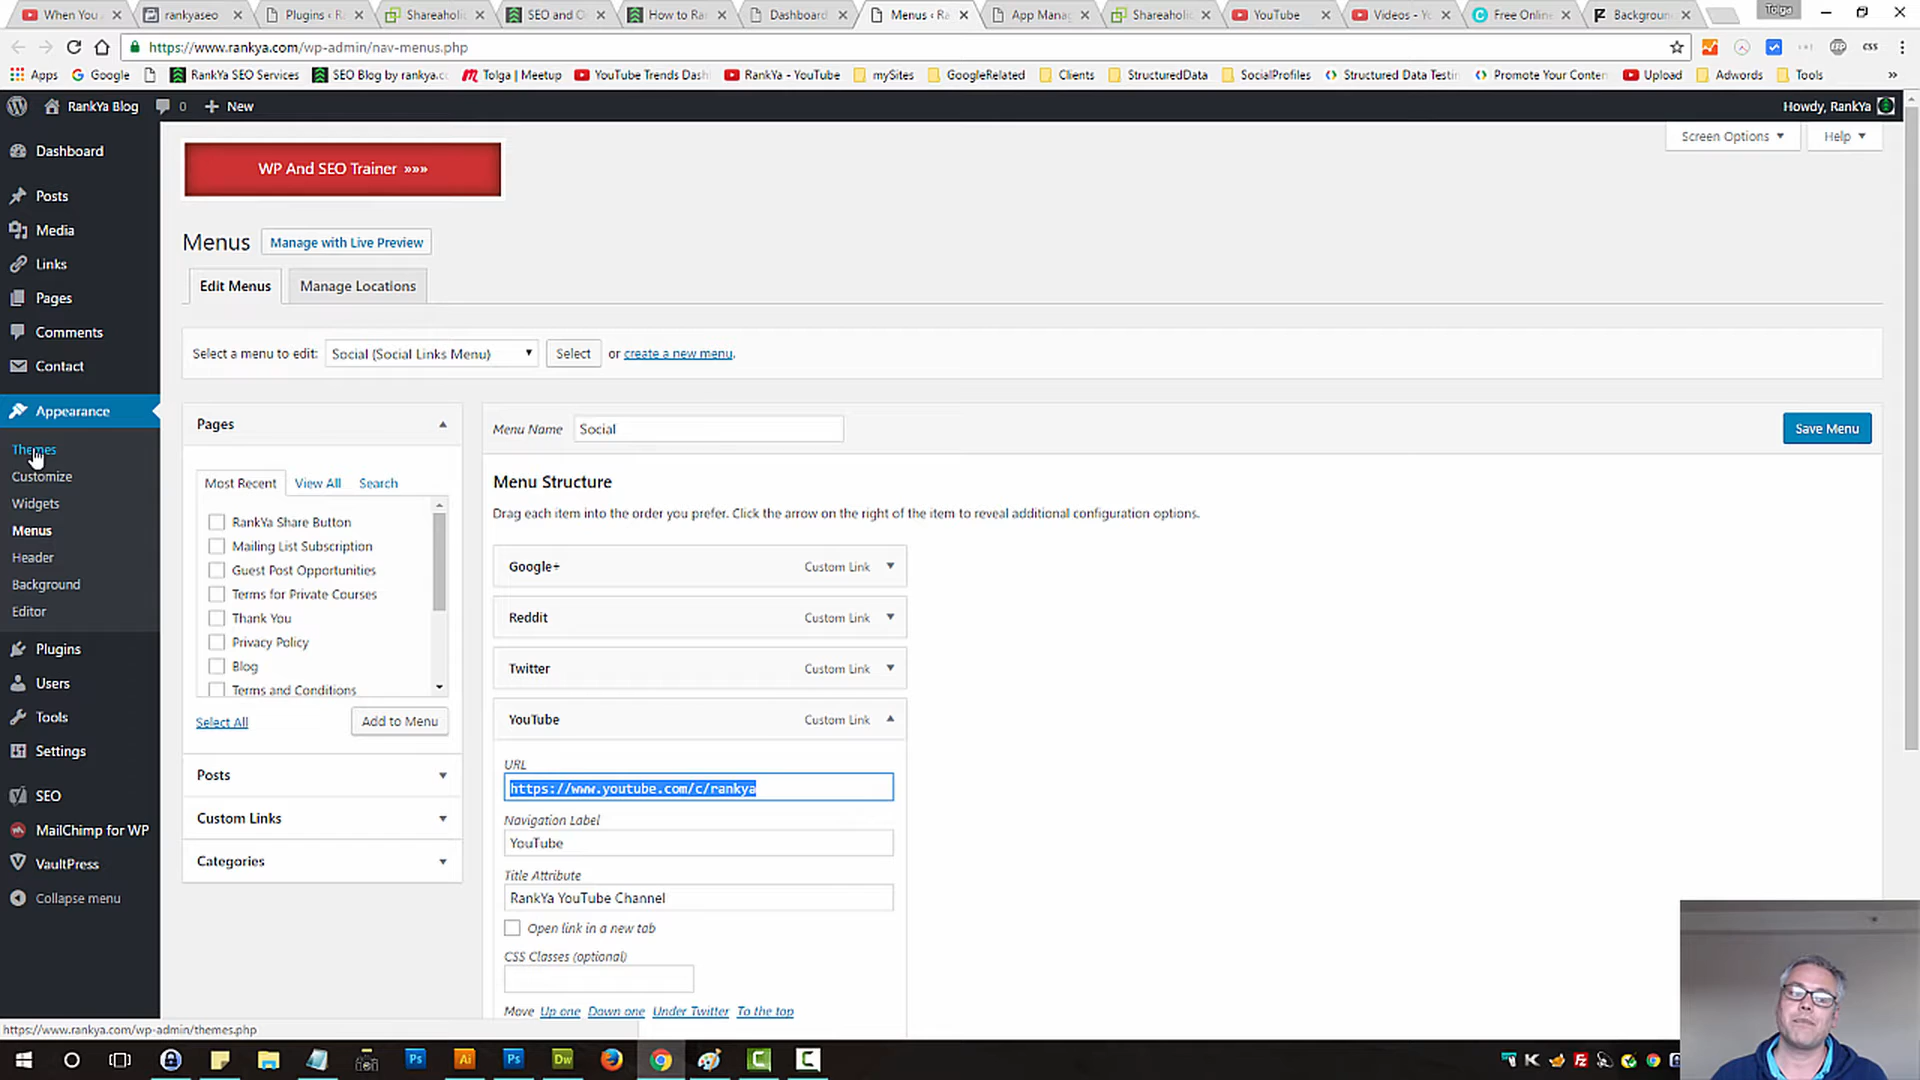 When You
rankyaseo
Plugins ‹ R
Shareaholic
SEO and O
How to Ran
Dashboard
Menus ‹ Ra
App Manag
Shareaholic
YouTube
Videos - Yo
Free Online
Background
Tolga
https://www.rankya.com/wp-admin/nav-menus.php
CSS
Apps
Google
RankYa SEO Services
SEO Blog by rankya.co
Tolga | Meetup
YouTube Trends Dash
RankYa - YouTube
mySites
GoogleRelated
Clients
StructuredData
SocialProfiles
Structured Data Testin
Promote Your Conten
Upload
Adwords
Tools
»
RankYa Blog
0
+ New
Howdy, RankYa
Dashboard
Posts
Media
Links
Pages
Comments
Contact
Appearance
Themes
Customize
Widgets
Menus
Header
Background
Editor
Plugins
Users
Tools
Settings
SEO
MailChimp for WP
VaultPress
Collapse menu
Screen Options
Help
WP And SEO Trainer »»»
Menus
Manage with Live Preview
Edit Menus
Manage Locations
Select a menu to edit:
Social (Social Links Menu)
Select
or create a new menu.
Pages
Most Recent
View All
Search
RankYa Share Button
Mailing List Subscription
Guest Post Opportunities
Terms for Private Courses
Thank You
Privacy Policy
Blog
Terms and Conditions
Select All
Add to Menu
Posts
Custom Links
Categories
Menu Name
Social
Save Menu
Menu Structure
Drag each item into the order you prefer. Click the arrow on the right of the item to reveal additional configuration options.
Google+
Custom Link
Reddit
Custom Link
Twitter
Custom Link
YouTube
Custom Link
URL
https://www.youtube.com/c/rankya
Navigation Label
YouTube
Title Attribute
RankYa YouTube Channel
Open link in a new tab
CSS Classes (optional)
Move Up one Down one Under Twitter To the top
https://www.rankya.com/wp-admin/themes.php
Ps
Ai
Ps
Dw